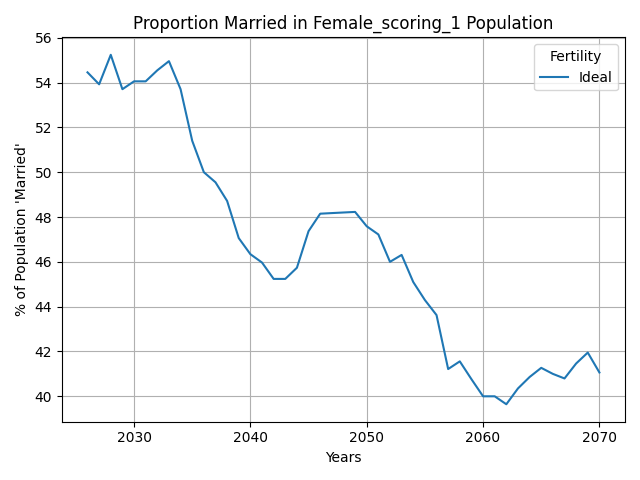 Proportion Married in Female_scoring_1 Population
56
54
52
50
48
46
44
42
40
% of Population 'Married'
Fertility
Ideal
2030 2040 2050 2060 2070
Years